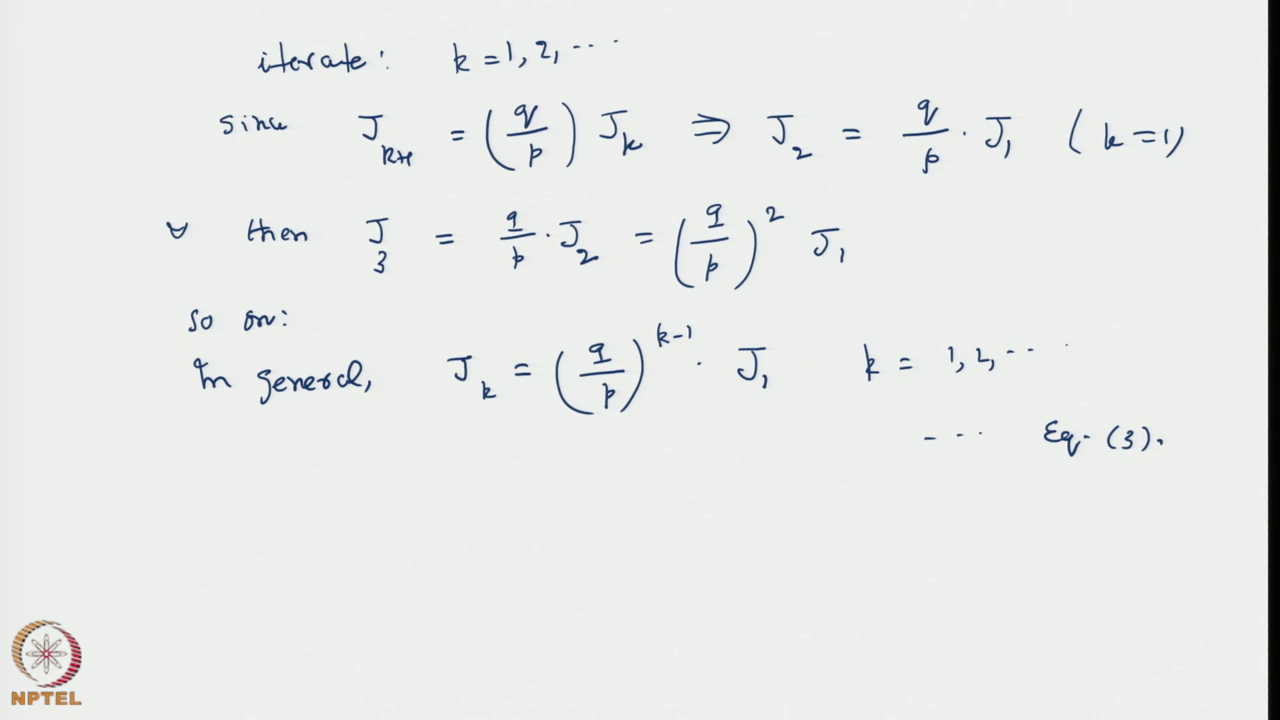 iterate: k = 1, 2, ...
since J_{k+1} = (q/p) J_k ⇒ J_2 = q/p · J_1 (k=1)
∀ then J_3 = q/p · J_2 = (q/p)^2 J_1
so on:
In general, J_k = (q/p)^{k-1} · J_1 k = 1, 2, ...
... Eq. (3).
NPTEL